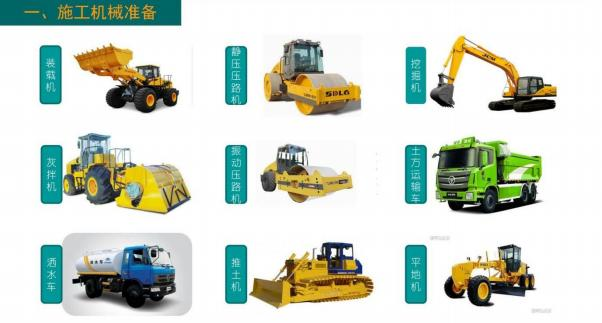 一、施工机械准备
装载机
静压压路机
SDLG
挖掘机
灰拌机
振动压路机
土方运输车
洒水车
推土机
平地机